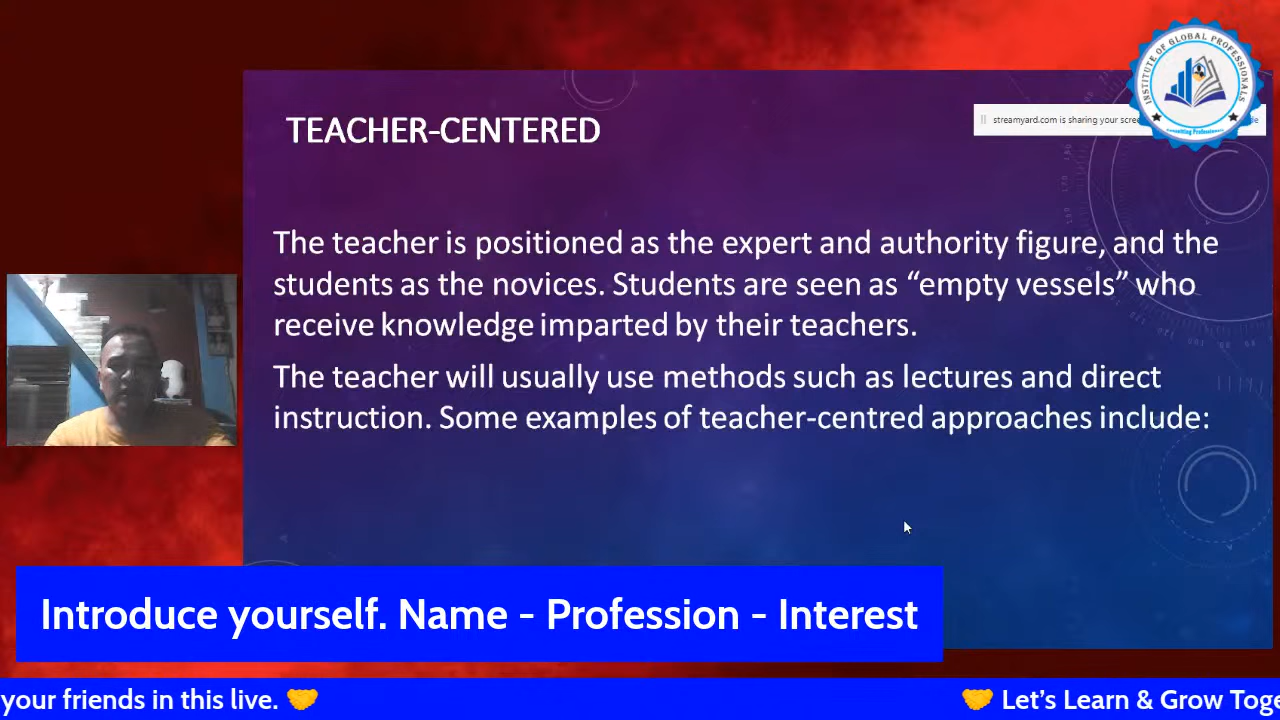 TEACHER-CENTERED
INSTITUTE OF GLOBAL PROFESSIONALS
streamyard.com is sharing your
The teacher is positioned as the expert and authority figure, and the
students as the novices. Students are seen as “empty vessels” who
receive knowledge imparted by their teachers.
The teacher will usually use methods such as lectures and direct
instruction. Some examples of teacher-centred approaches include:
Introduce yourself. Name - Profession - Interest
your friends in this live. 🤝
🤝 Let’s Learn & Grow Toge